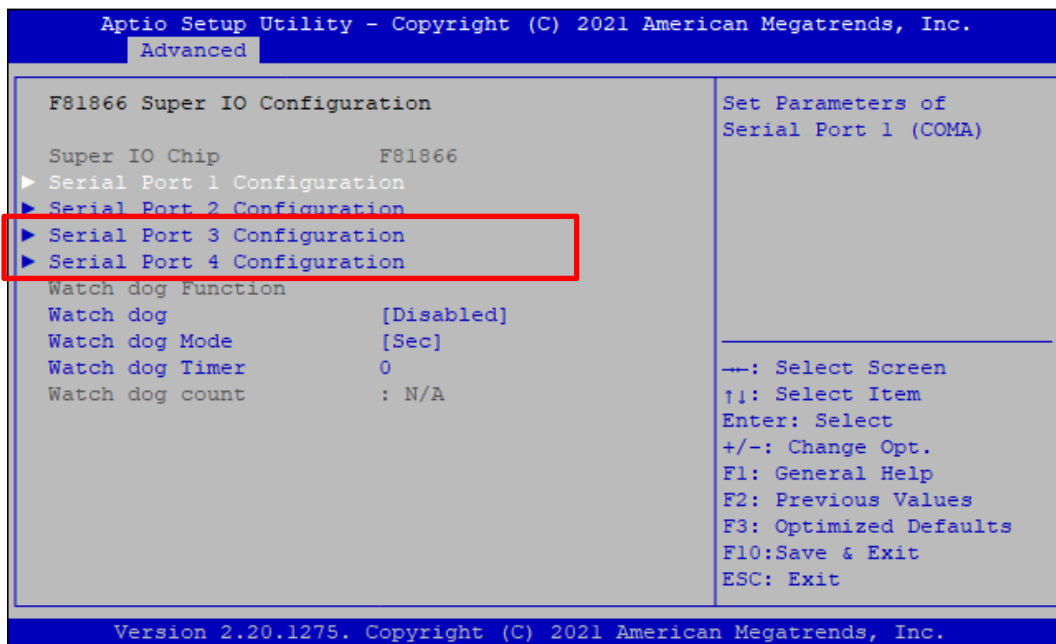 Aptio Setup Utility - Copyright (C) 2021 American Megatrends, Inc.
Advanced
F81866 Super IO Configuration
Super IO Chip F81866
► Serial Port 1 Configuration
► Serial Port 2 Configuration
► Serial Port 3 Configuration
► Serial Port 4 Configuration
Watch dog Function
Watch dog [Disabled]
Watch dog Mode [Sec]
Watch dog Timer 0
Watch dog count : N/A
Set Parameters of
Serial Port 1 (COMA)
→←: Select Screen
↑↓: Select Item
Enter: Select
+/-: Change Opt.
F1: General Help
F2: Previous Values
F3: Optimized Defaults
F10:Save & Exit
ESC: Exit
Version 2.20.1275. Copyright (C) 2021 American Megatrends, Inc.